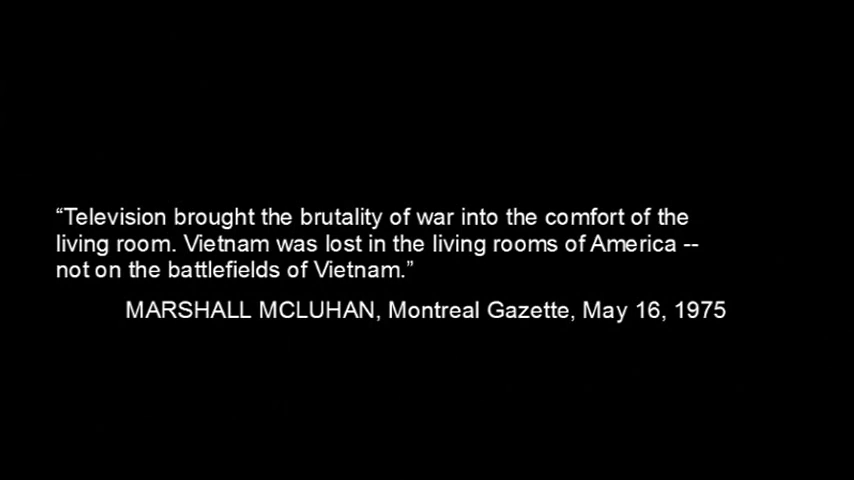 “Television brought the brutality of war into the comfort of the
living room. Vietnam was lost in the living rooms of America --
not on the battlefields of Vietnam.”
MARSHALL MCLUHAN, Montreal Gazette, May 16, 1975